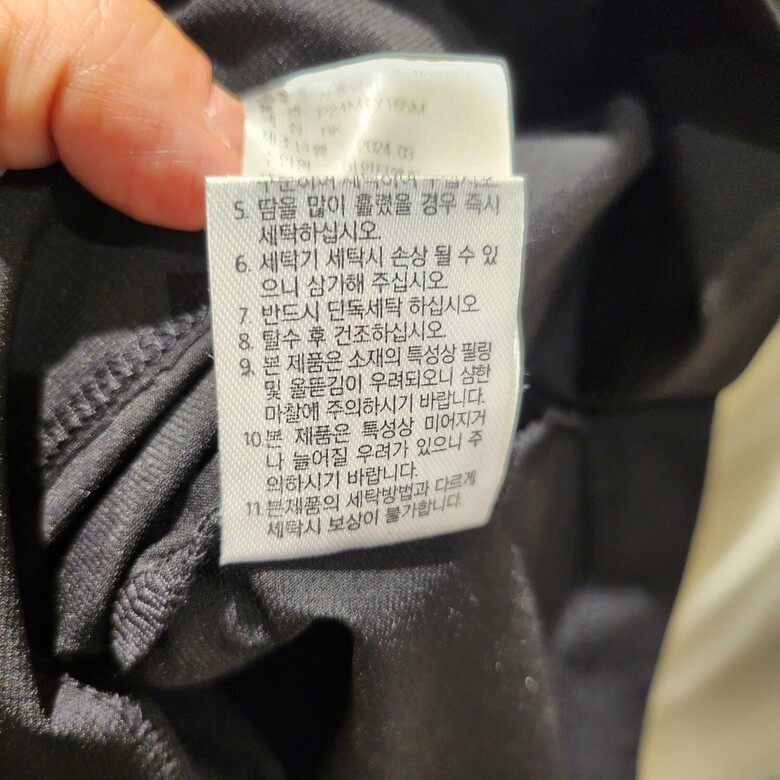 P24MTY165M
BK
2024.03
5. 땀을 많이 흘렸을 경우 즉시
세탁하십시오
6. 세탁기 세탁시 손상 될 수 있
으니 삼가해 주십시오
7 반드시 단독세탁 하십시오
8. 탈수 후 건조하십시오
9. 본 제품은 소재의 특성상 필링
및 올뜯김이 우려되오니 심한
마찰에 주의하시기 바랍니다.
10. 본 제품은 특성상 미어지거
나 늘어질 우려가 있으니 주
의하시기 바랍니다.
11. 본제품의 세탁방법과 다르게
세탁시 보상이 불가합니다.